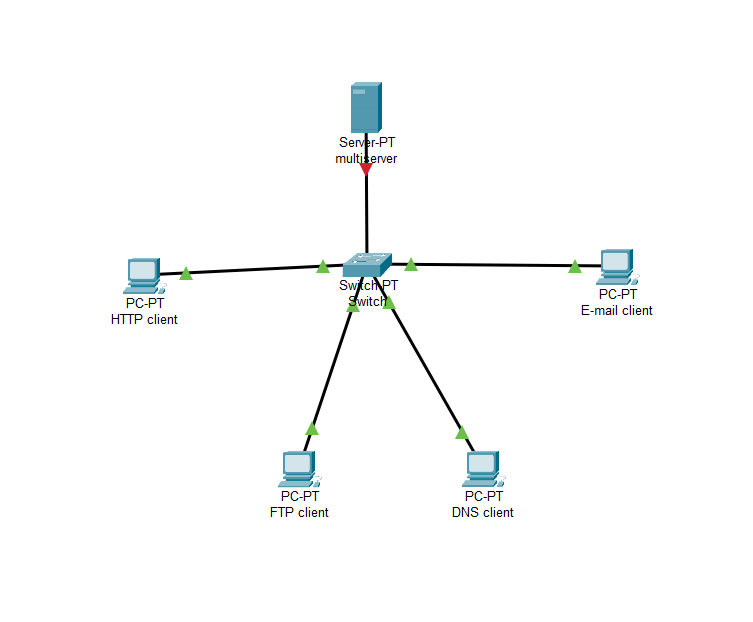 Server-PT
multiserver
Switch-PT
Switch
PC-PT
HTTP client
PC-PT
E-mail client
PC-PT
FTP client
PC-PT
DNS client